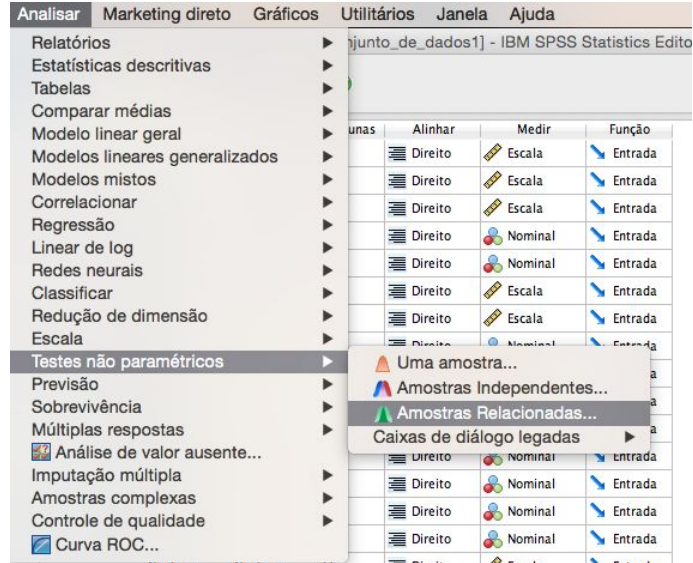 Analisar Marketing direto Gráficos Utilitários Janela Ajuda
junto_de_dados1] - IBM SPSS Statistics Edito
Relatórios
Estatísticas descritivas
Tabelas
Comparar médias
Modelo linear geral
Modelos lineares generalizados
Modelos mistos
Correlacionar
Regressão
Linear de log
Redes neurais
Classificar
Redução de dimensão
Escala
Testes não paramétricos
Previsão
Sobrevivência
Múltiplas respostas
Análise de valor ausente...
Imputação múltipla
Amostras complexas
Controle de qualidade
Curva ROC...
unas Alinhar Medir Função
Direito Escala Entrada
Direito Escala Entrada
Direito Escala Entrada
Direito Nominal Entrada
Direito Nominal Entrada
Direito Escala Entrada
Direito Escala Entrada
Direito Nominal Entrada
Uma amostra...
Amostras Independentes...
Amostras Relacionadas...
Caixas de diálogo legadas
Direito Nominal Entrada
Direito Nominal Entrada
Direito Nominal Entrada
Direito Nominal Entrada